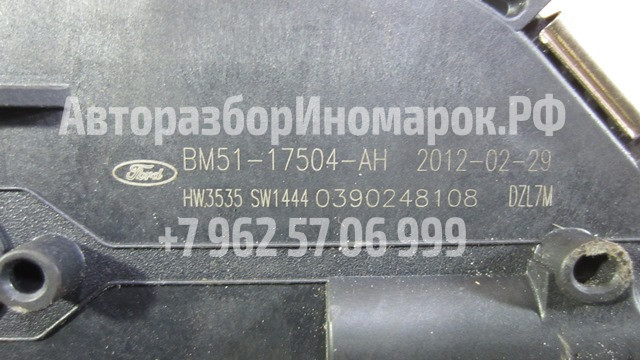 АвторазборИномарок.РФ
Ford BM51-17504-AH 2012-02-29
HW3535 SW1444 0390248108 DZL7M
+7 962 57 06 999